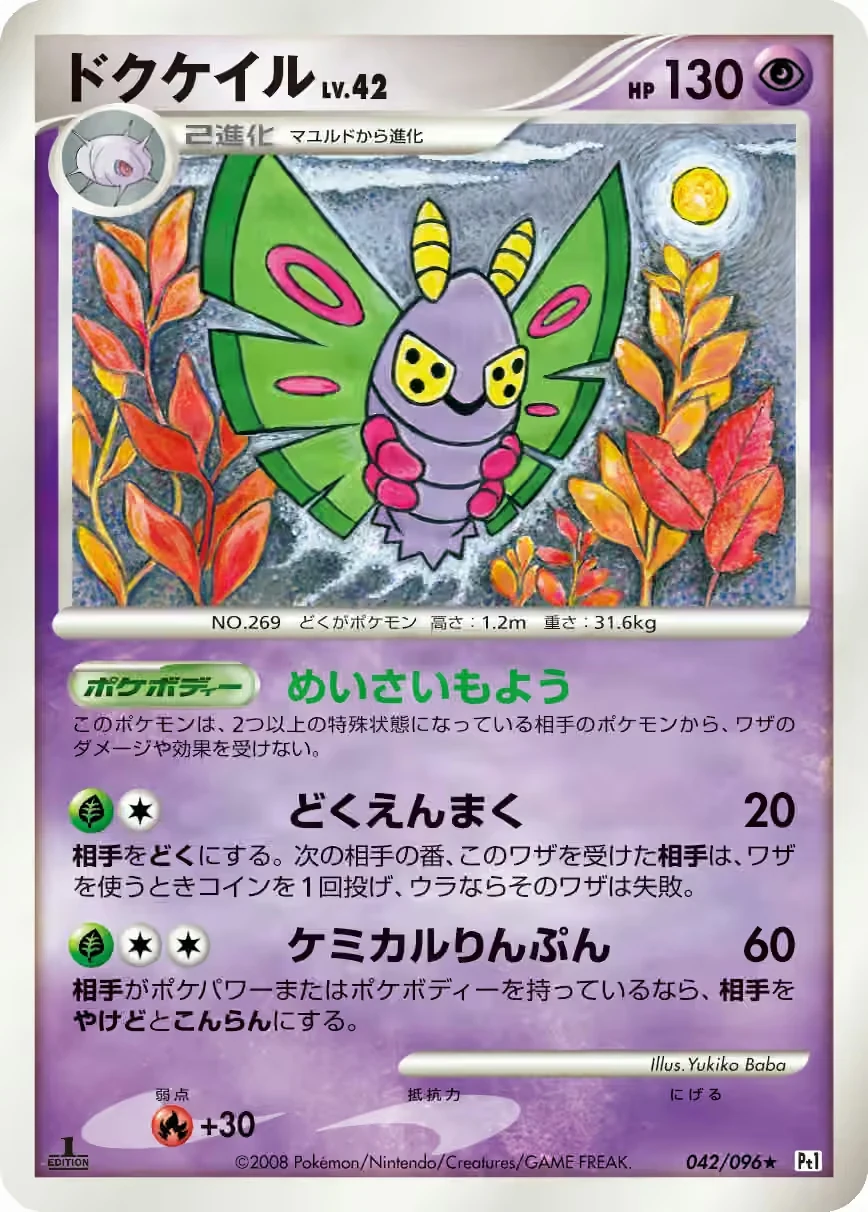 ドクケイル LV.42 HP 130
2進化 マユルドから進化
NO.269 どくがポケモン 高さ：1.2m 重さ：31.6kg
ポケボディー めいさいもよう
このポケモンは、2つ以上の特殊状態になっている相手のポケモンから、ワザの
ダメージや効果を受けない。
どくえんまく 20
相手をどくにする。次の相手の番、このワザを受けた相手は、ワザ
を使うときコインを1回投げ、ウラならそのワザは失敗。
ケミカルりんぷん 60
相手がポケパワーまたはポケボディーを持っているなら、相手を
やけどとこんらんにする。
Illus.Yukiko Baba
弱点 抵抗力 にげる
+30
1 EDITION ©2008 Pokémon/Nintendo/Creatures/GAME FREAK. 042/096★ Pt1